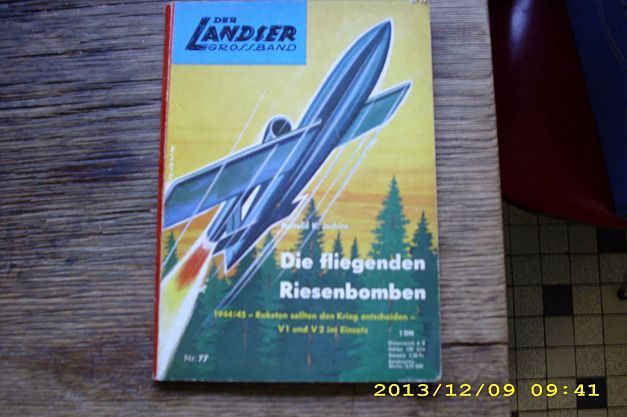 DER
LANDSER
GROSSBAND
K. Jochim
Die fliegenden
Riesenbomben
1944/45 – Raketen sollten den Krieg entscheiden –
V1 und V2 im Einsatz
1 DM
Nr. 77
2013/12/09 09:41